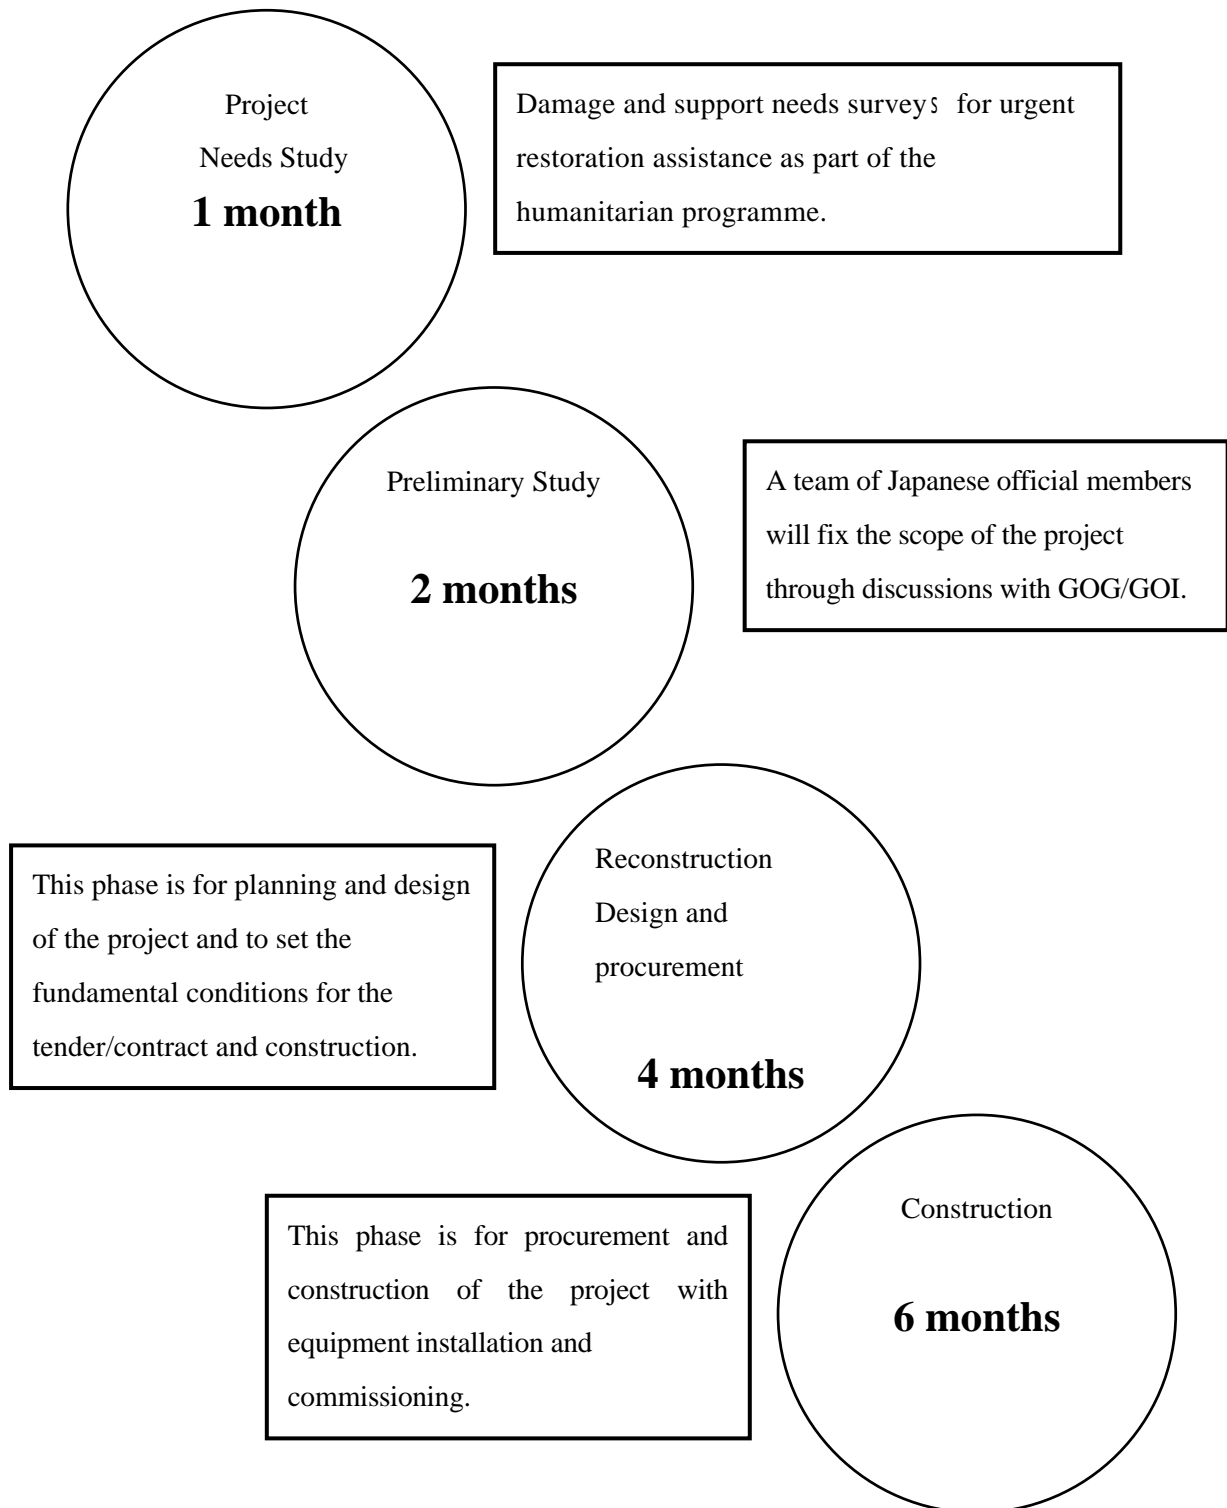 Project
Needs Study
1 month
Damage and support needs surveys for urgent
restoration assistance as part of the
humanitarian programme.
Preliminary Study
2 months
A team of Japanese official members
will fix the scope of the project
through discussions with GOG/GOI.
Reconstruction
Design and
procurement
4 months
This phase is for planning and design
of the project and to set the
fundamental conditions for the
tender/contract and construction.
Construction
6 months
This phase is for procurement and
construction of the project with
equipment installation and
commissioning.